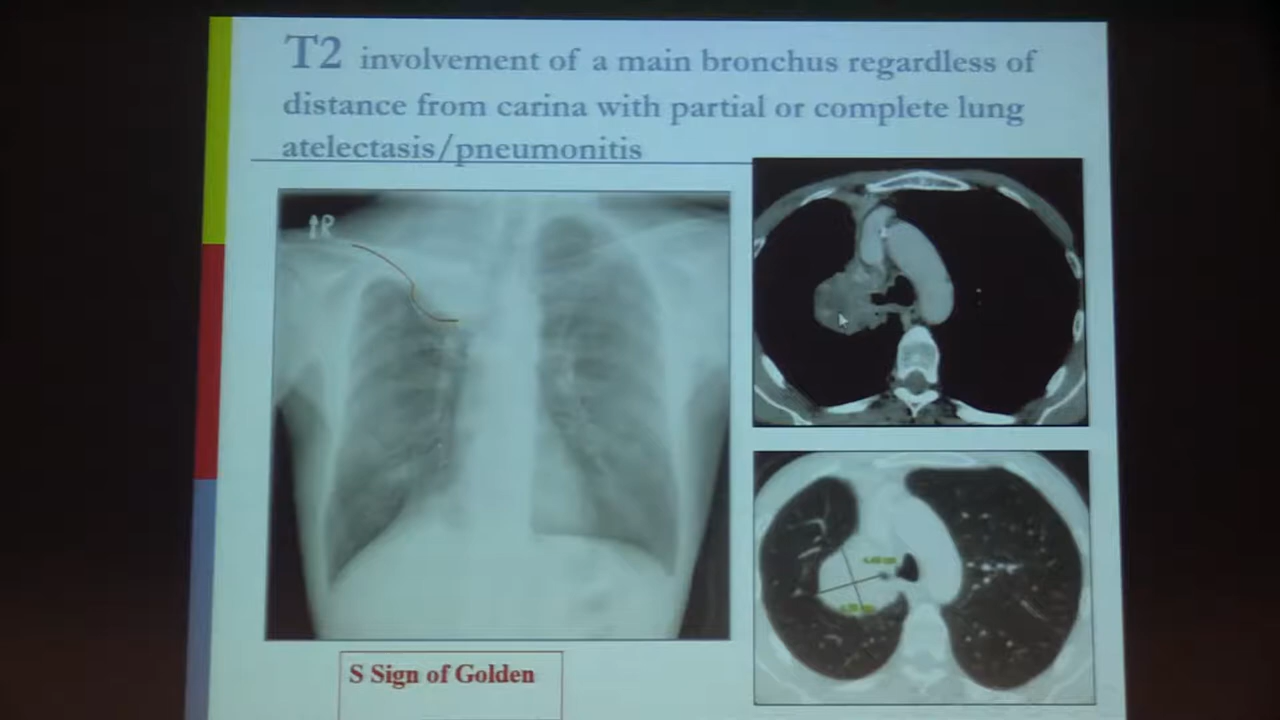 T2 involvement of a main bronchus regardless of
distance from carina with partial or complete lung
atelectasis/pneumonitis
R
S Sign of Golden